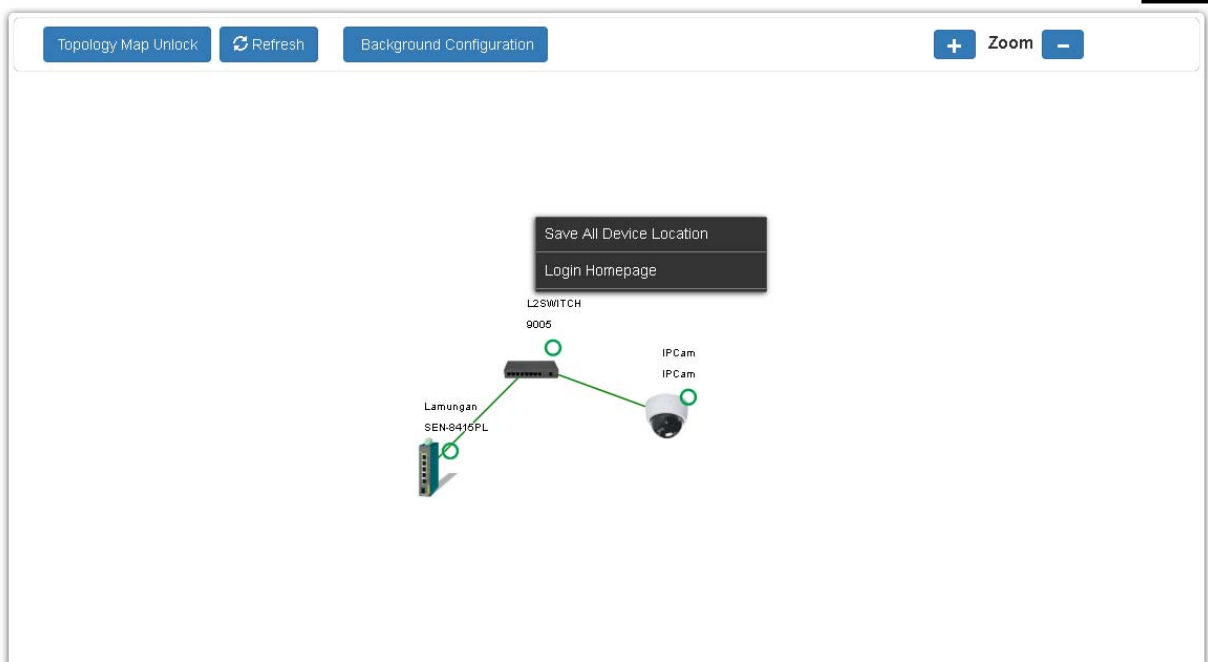 Topology Map Unlock
Refresh
Background Configuration
+ Zoom −
Save All Device Location
Login Homepage
L2SWITCH
9005
IPCam
IPCam
Lamungan
SEN-8415PL